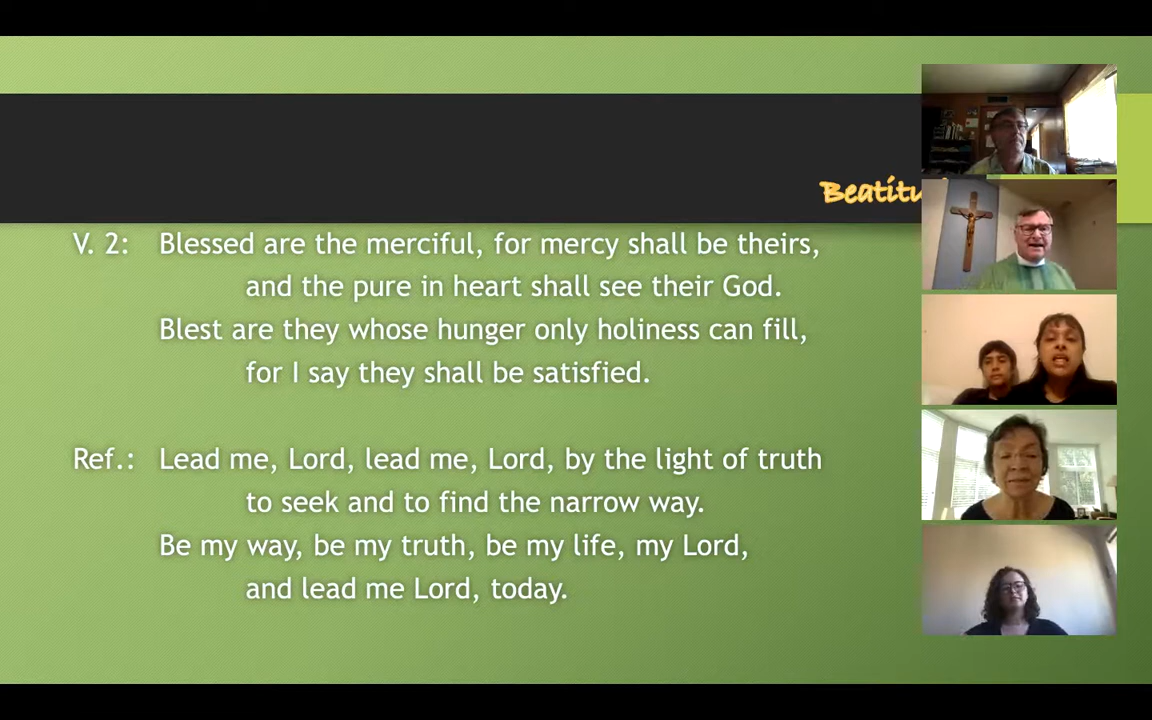 Beatitu
V. 2: Blessed are the merciful, for mercy shall be theirs,
and the pure in heart shall see their God.
Blest are they whose hunger only holiness can fill,
for I say they shall be satisfied.
Ref.: Lead me, Lord, lead me, Lord, by the light of truth
to seek and to find the narrow way.
Be my way, be my truth, be my life, my Lord,
and lead me Lord, today.